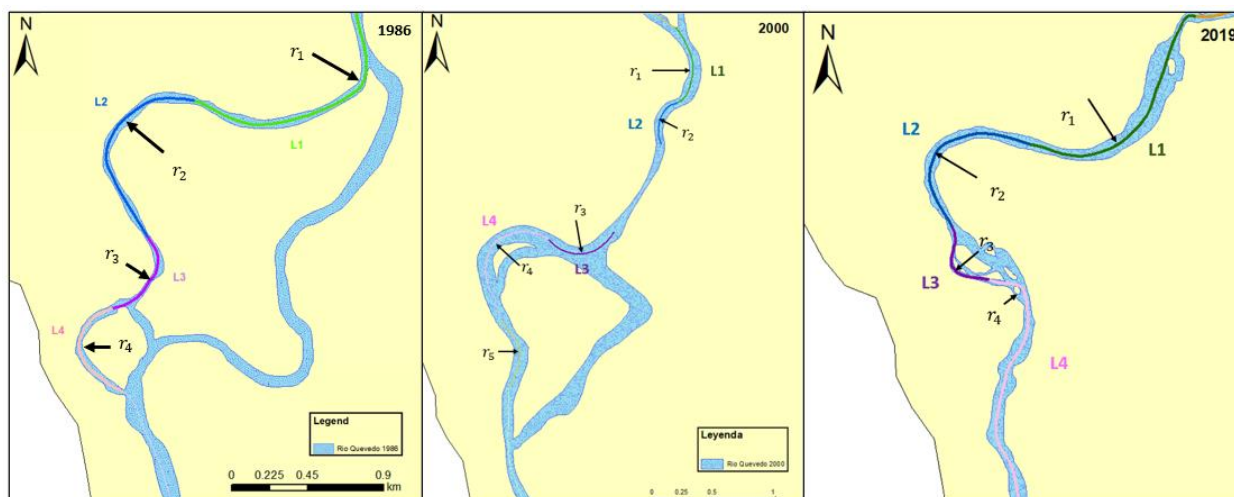 N
1986
r₁
L2
L1
r₂
r₃
L3
L4
r₄
Legend
Rio Quevedo 1986
0 0.225 0.45 0.9
km
N
2000
r₁
L1
L2
r₂
r₃
L4
r₄
L3
r₅
Leyenda
Rio Quevedo 2000
0 0.25 0.5 1
N
2019
r₁
L2
L1
r₂
r₃
L3
r₄
L4